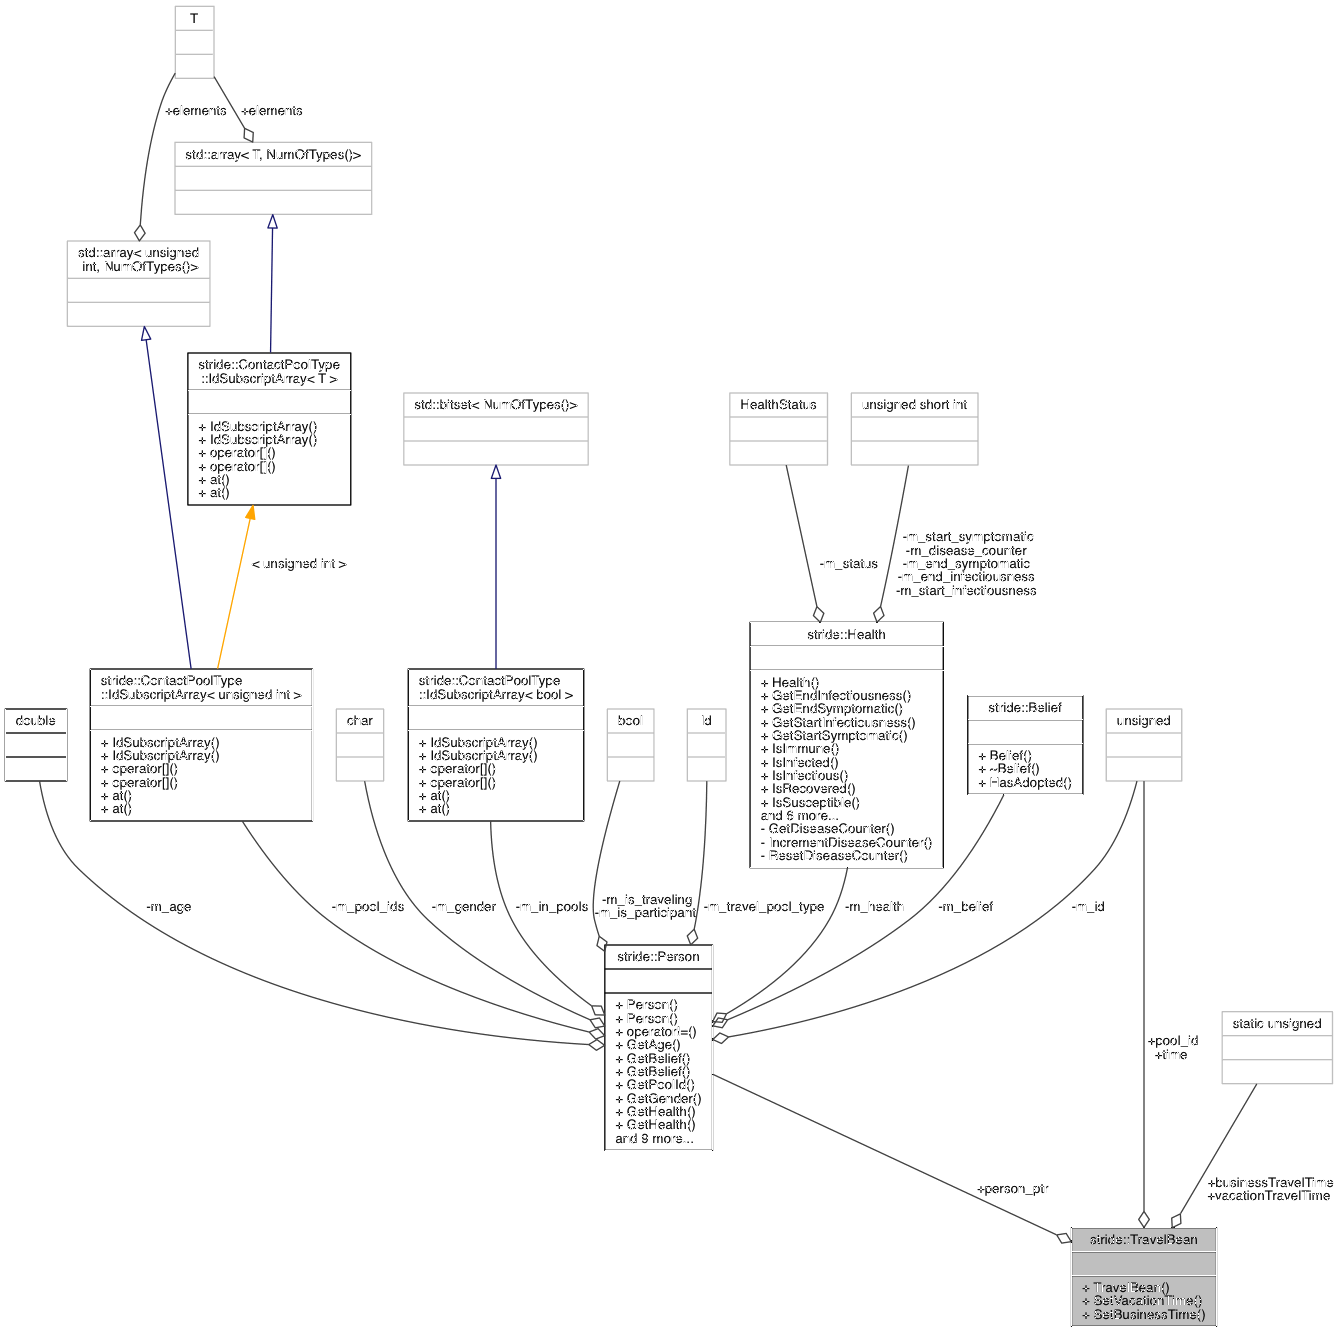 T
+elements
+elements
std::array< T, NumOfTypes()>
std::array< unsigned
int, NumOfTypes()>
stride::ContactPoolType
::IdSubscriptArray< T >
+ IdSubscriptArray()
+ IdSubscriptArray()
+ operator[]()
+ operator[]()
+ at()
+ at()
std::bitset< NumOfTypes()>
HealthStatus
unsigned short int
< unsigned int >
-m_status
-m_start_symptomatic
-m_disease_counter
-m_end_symptomatic
-m_end_infectiousness
-m_start_infectiousness
double
stride::ContactPoolType
::IdSubscriptArray< unsigned int >
+ IdSubscriptArray()
+ IdSubscriptArray()
+ operator[]()
+ operator[]()
+ at()
+ at()
char
stride::ContactPoolType
::IdSubscriptArray< bool >
+ IdSubscriptArray()
+ IdSubscriptArray()
+ operator[]()
+ operator[]()
+ at()
+ at()
bool
Id
stride::Health
+ Health()
+ GetEndInfectiousness()
+ GetEndSymptomatic()
+ GetStartInfectiousness()
+ GetStartSymptomatic()
+ IsImmune()
+ IsInfected()
+ IsInfectious()
+ IsRecovered()
+ IsSusceptible()
and 6 more...
- GetDiseaseCounter()
- IncrementDiseaseCounter()
- ResetDiseaseCounter()
stride::Belief
+ Belief()
+ ~Belief()
+ HasAdopted()
unsigned
-m_age
-m_pool_ids
-m_gender
-m_in_pools
-m_is_traveling
-m_is_participant
-m_travel_pool_type
-m_health
-m_belief
-m_id
stride::Person
+ Person()
+ Person()
+ operator!=()
+ GetAge()
+ GetBelief()
+ GetBelief()
+ GetPoolId()
+ GetGender()
+ GetHealth()
+ GetHealth()
and 9 more...
+pool_id
+time
static unsigned
+person_ptr
+businessTravelTime
+vacationTravelTime
stride::TravelBean
+ TravelBean()
+ SetVacationTime()
+ SetBusinessTime()